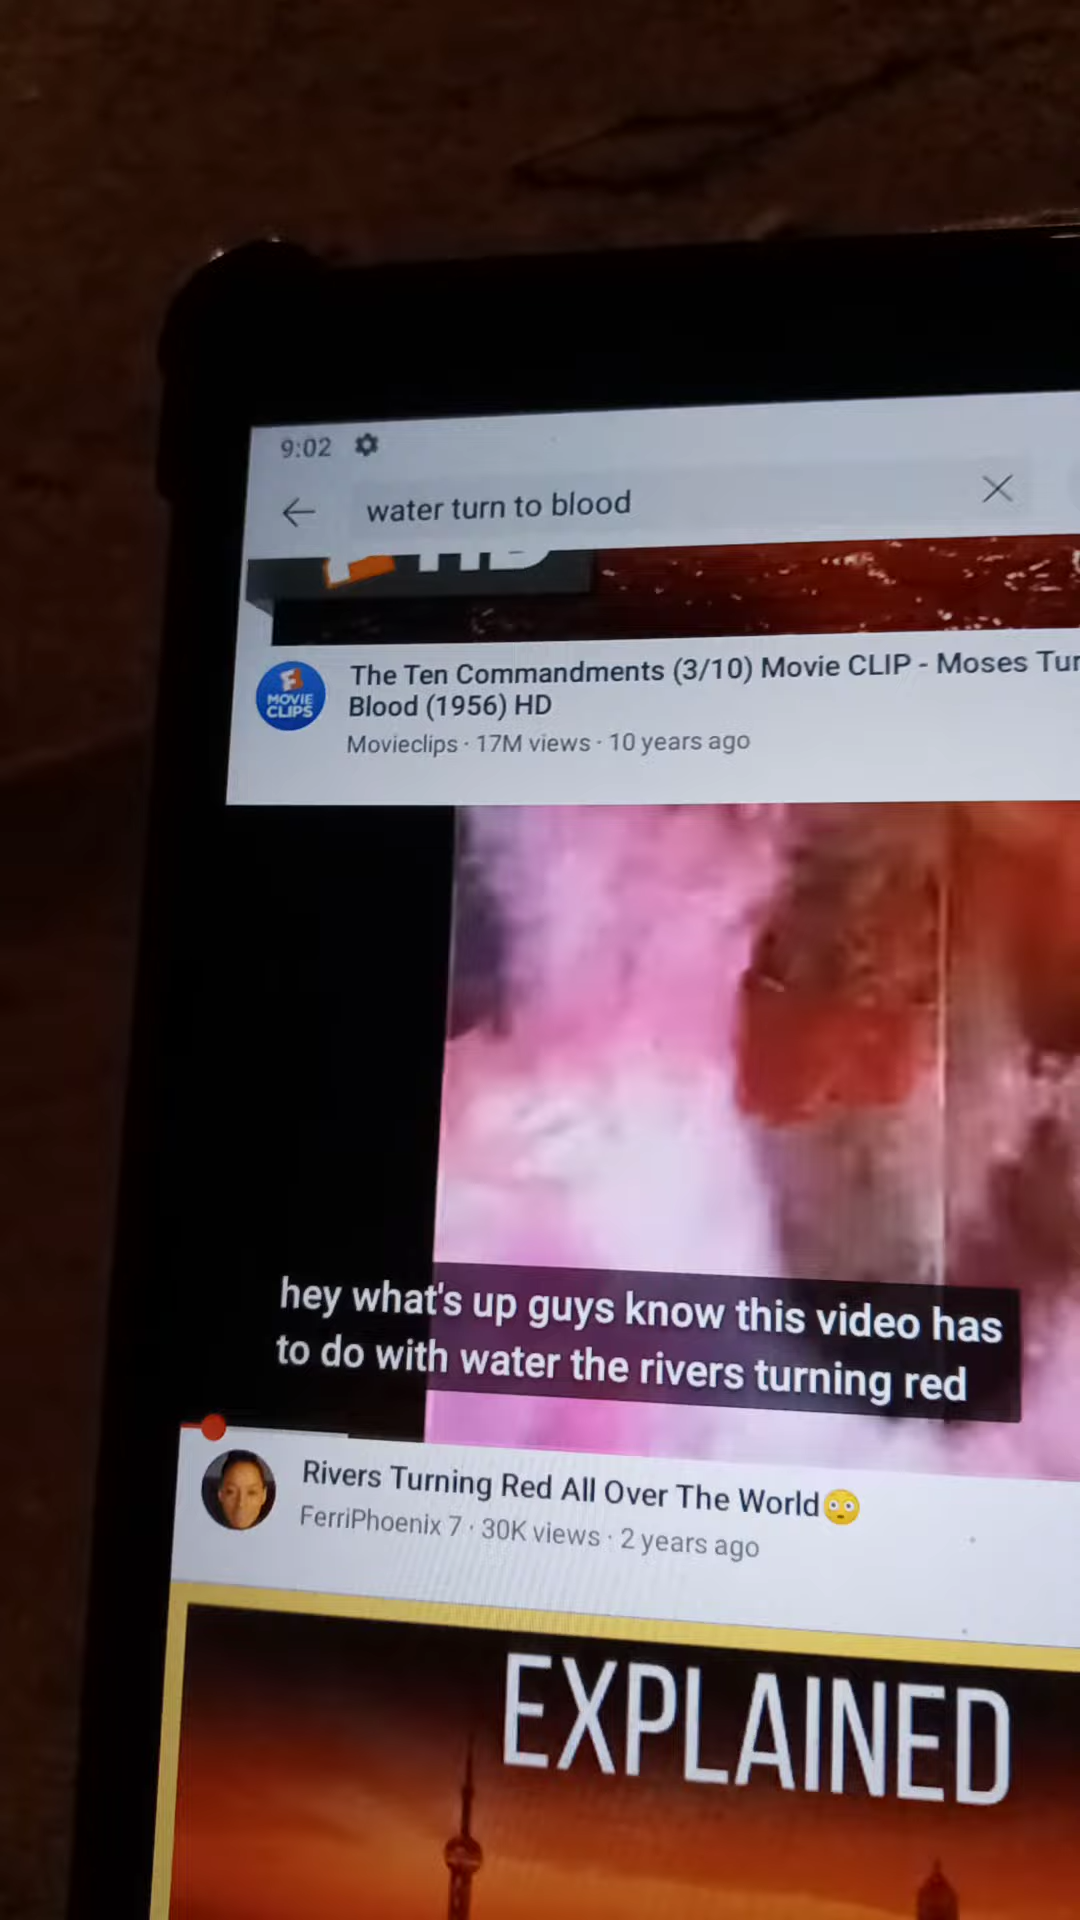 9:02
water turn to blood
HD
MOVIE
CLIPS
The Ten Commandments (3/10) Movie CLIP - Moses Tur
Blood (1956) HD
Movieclips · 17M views · 10 years ago
hey what's up guys know this video has
to do with water the rivers turning red
Rivers Turning Red All Over The World😳
FerriPhoenix 7 · 30K views · 2 years ago
EXPLAINED